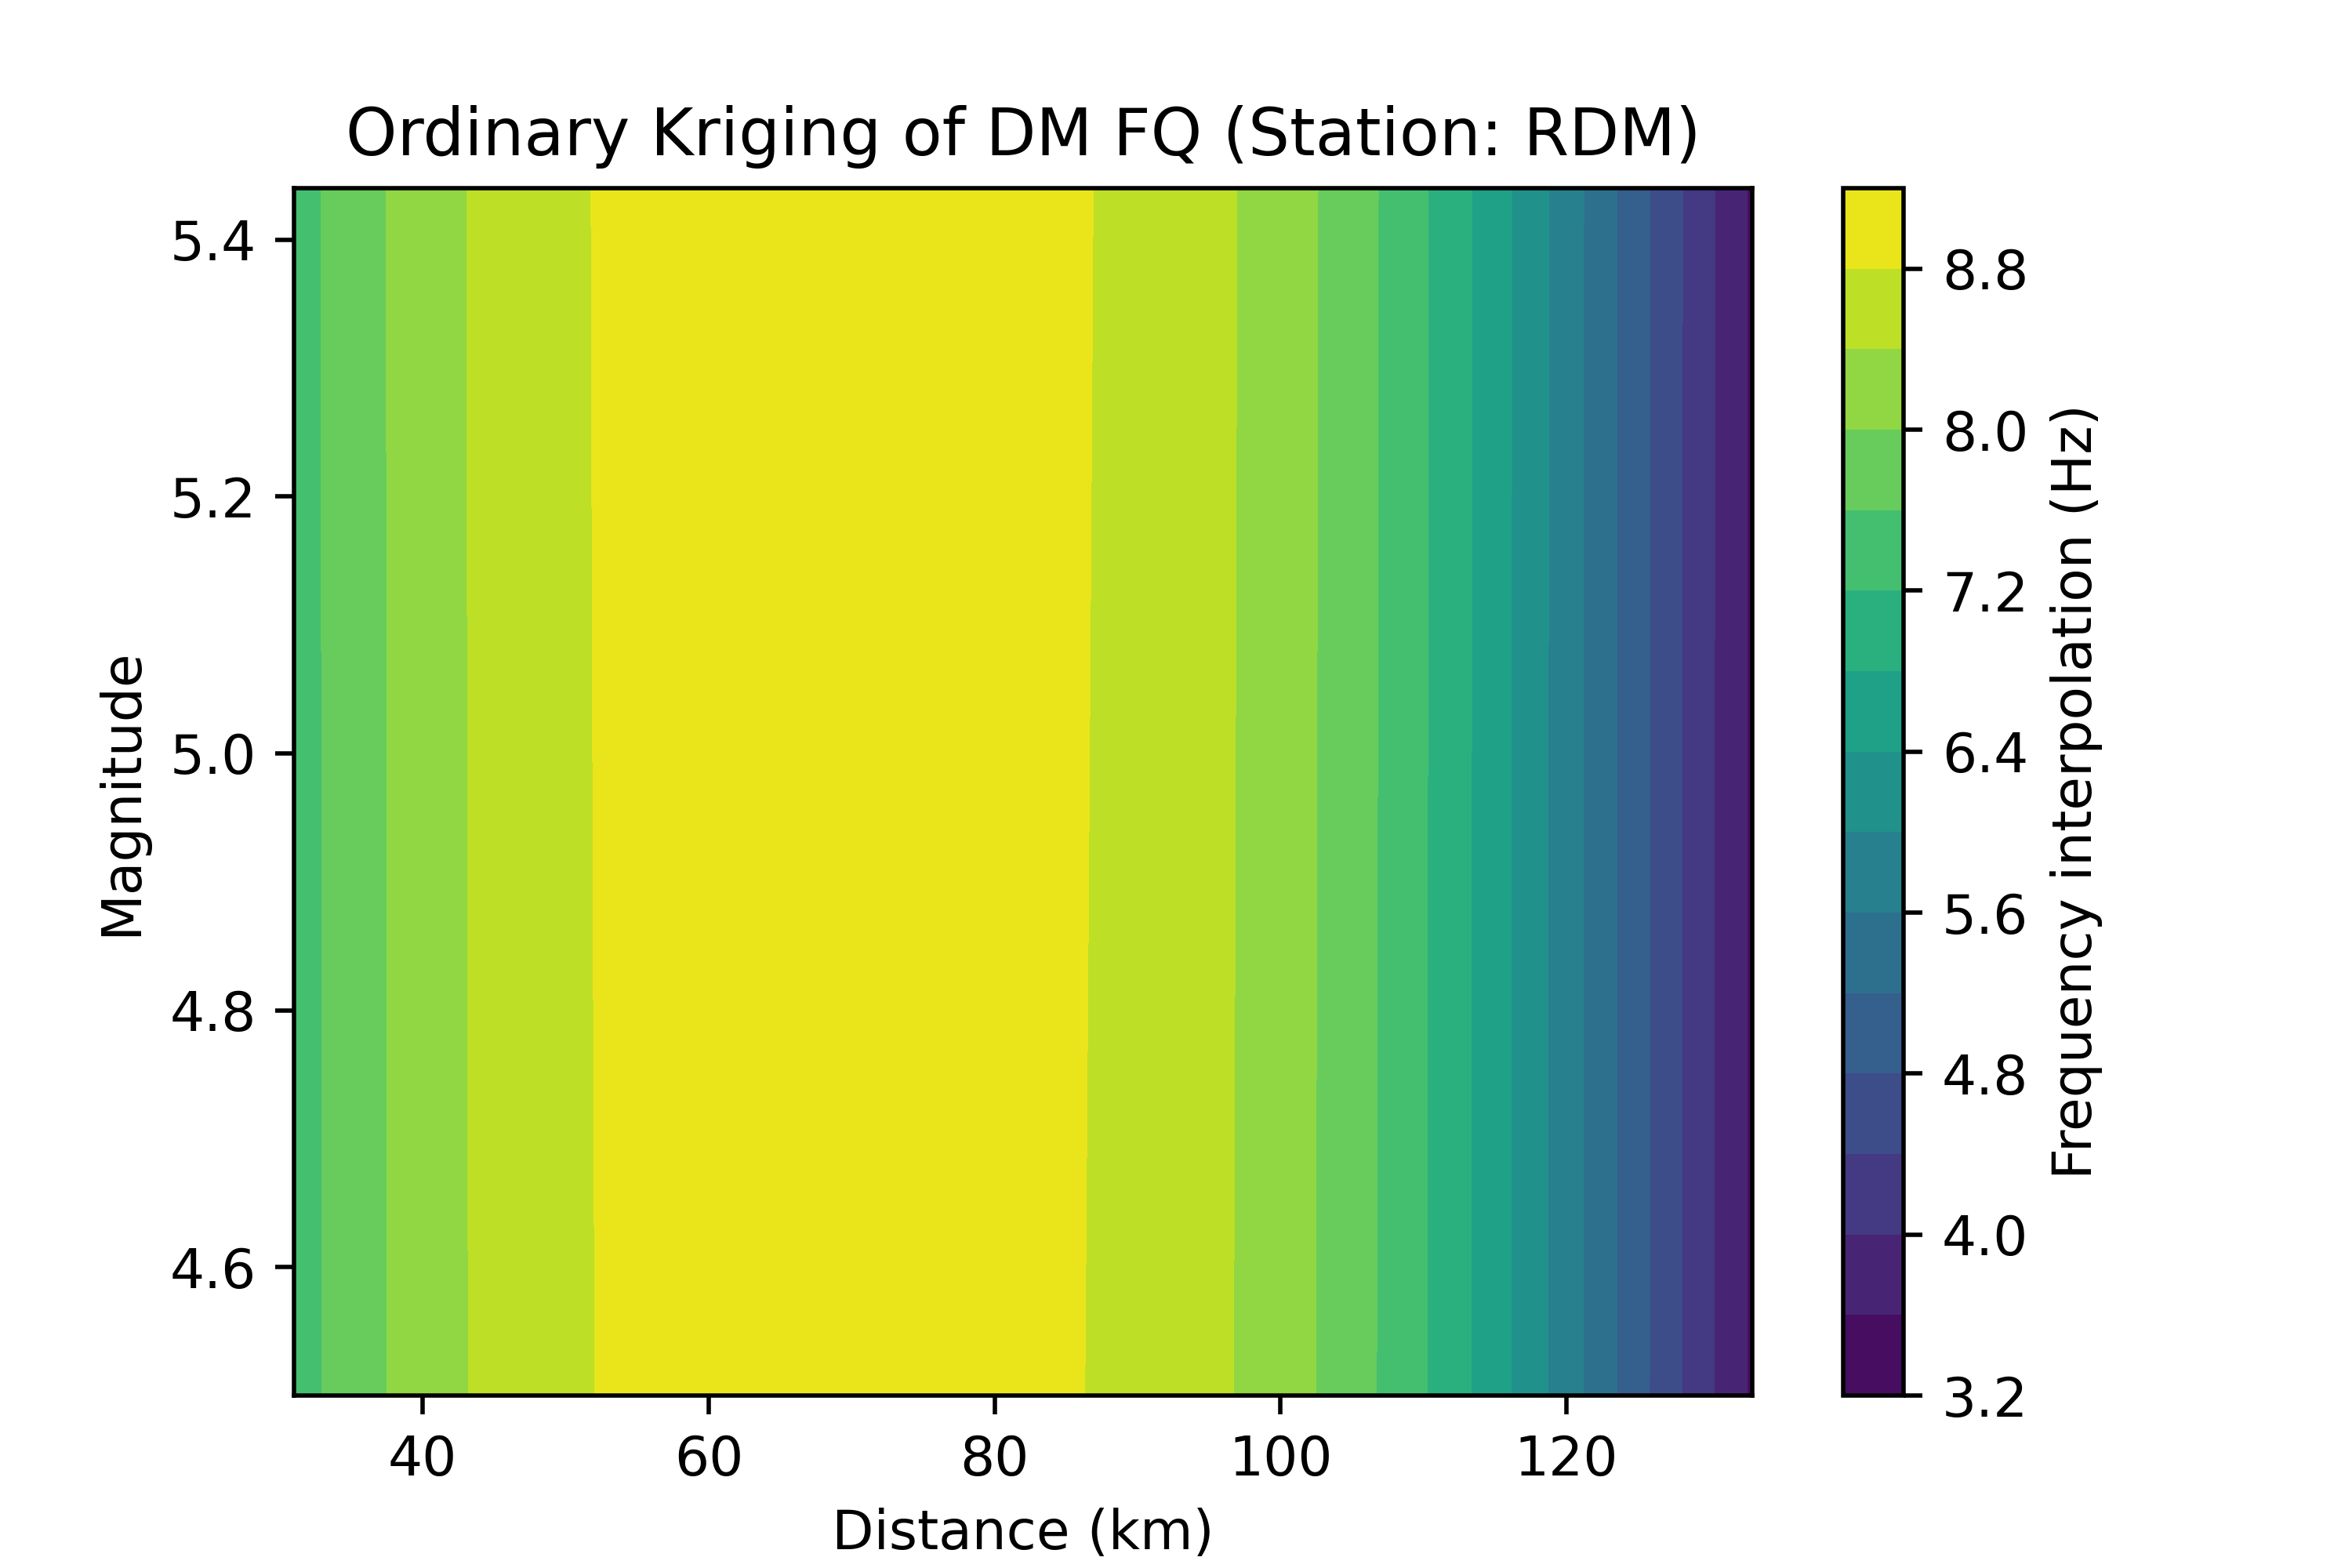 Ordinary Kriging of DM FQ (Station: RDM)
Magnitude
5.4
5.2
5.0
4.8
4.6
40 60 80 100 120
Distance (km)
8.8
8.0
7.2
6.4
5.6
4.8
4.0
3.2
Frequency interpolation (Hz)